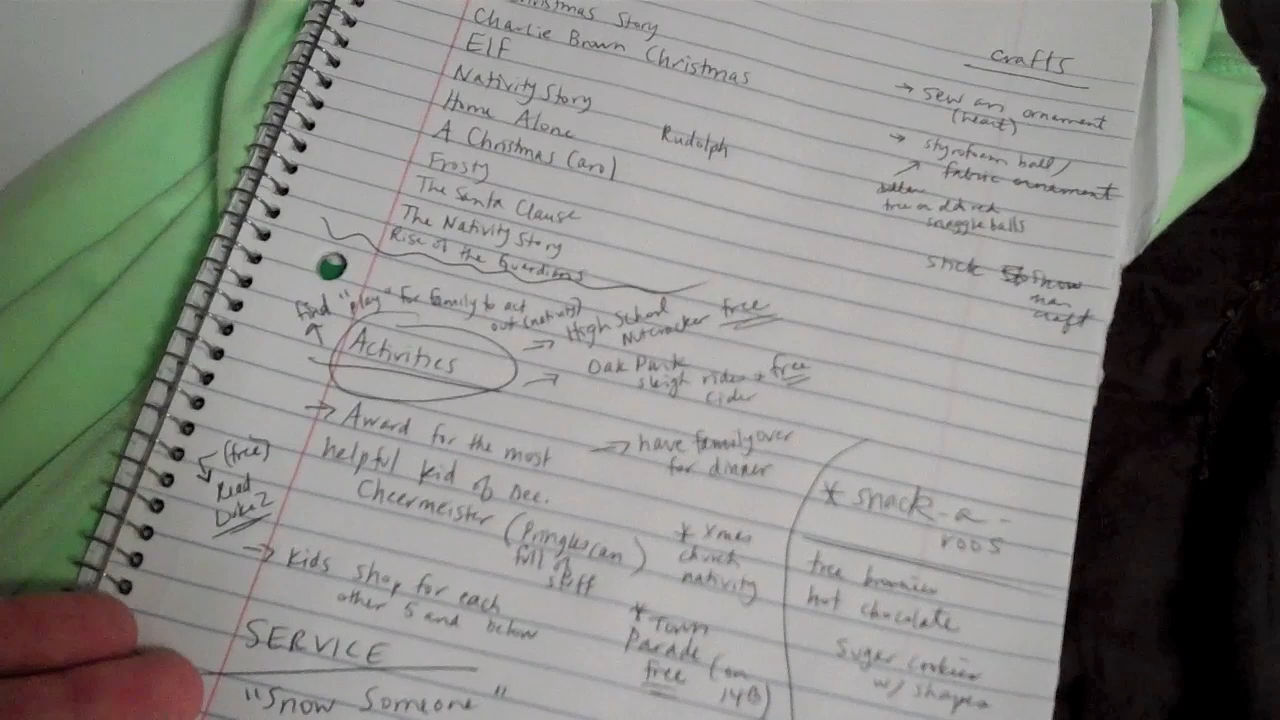 Christmas Story
Charlie Brown Christmas
Elf
Nativity Story
Home Alone
Rudolph
A Christmas Carol
Frosty
The Santa Clause
The Nativity Story
Rise of the Guardians
crafts
→ sew an ornament
(heart)
→ styrofoam ball/
fabric ornament
tree
balls
stick
man
craft
Find "play" for family to act
out (nativity)
Activities
→ High School
Nutcracker free
→ Oak Park
sleigh rides + free
cider
→ Award for the most
helpful kid of Dec.
Cheermeister (Pringles can)
full of
stuff
→ have family over
for dinner
(free)
Read
Luke 2
→ Kids shop for each
other 5 and below
* Xmas
church
nativity
* Town
Parade (on
free 14th)
* snack-a-
roos
tree brownies
hot chocolate
Sugar cookies
w/ shapes
SERVICE
"Snow Someone"